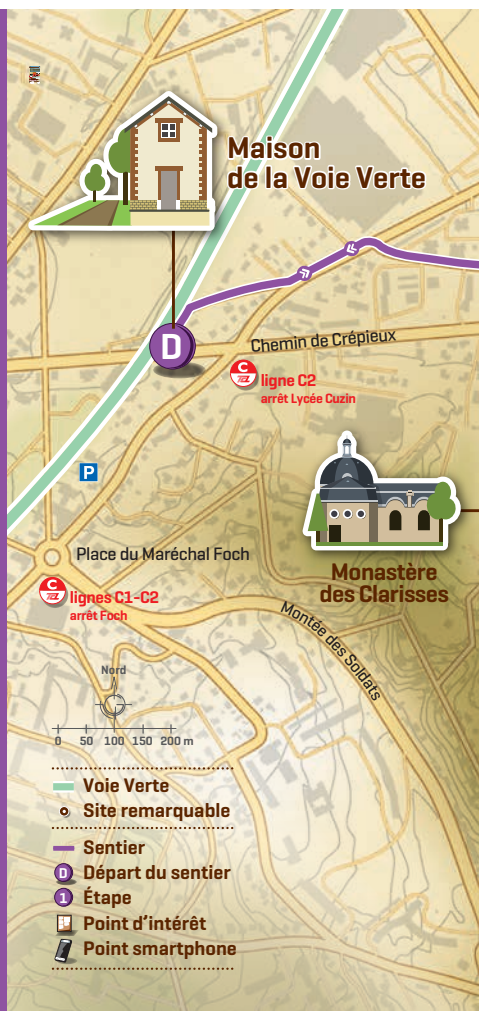 Maison
de la Voie Verte
D
Chemin de Crépieux
C
ligne C2
arrêt Lycée Cuzin
P
Place du Maréchal Foch
Monastère
des Clarisses
C
lignes C1-C2
arrêt Foch
Montée des Soldats
Nord
0 50 100 150 200 m
Voie Verte
Site remarquable
Sentier
D Départ du sentier
1 Étape
Point d'intérêt
Point smartphone